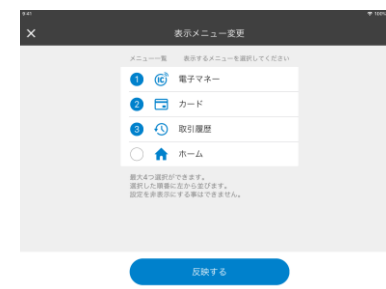 9:41 100%
表示メニュー変更
メニュー一覧 表示するメニューを選択してください
1 電子マネー
2 カード
3 取引履歴
ホーム
最大4つ選択ができます。
選択した順番に左から並びます。
設定を非表示にする事はできません。
反映する